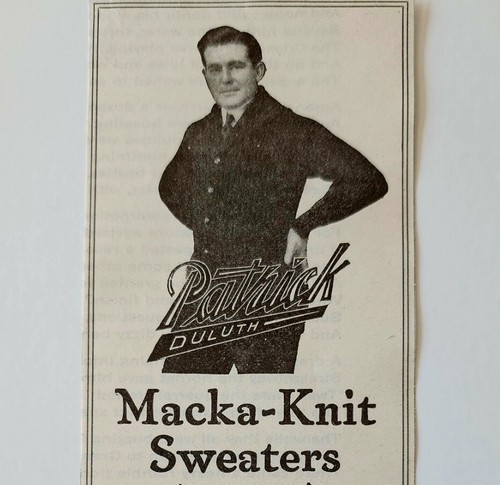 Patrick
DULUTH
Macka-Knit
Sweaters